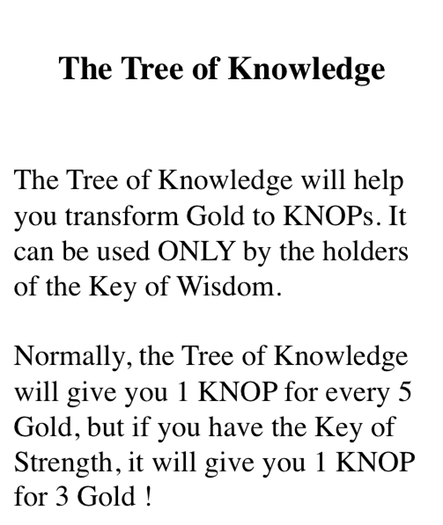 The Tree of Knowledge
The Tree of Knowledge will help
you transform Gold to KNOPs. It
can be used ONLY by the holders
of the Key of Wisdom.
Normally, the Tree of Knowledge
will give you 1 KNOP for every 5
Gold, but if you have the Key of
Strength, it will give you 1 KNOP
for 3 Gold !